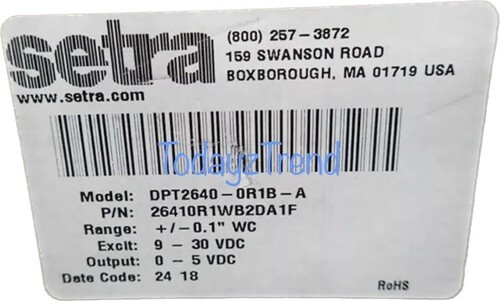 setra
www.setra.com
(800) 257-3872
159 SWANSON ROAD
BOXBOROUGH, MA 01719 USA
TodayzTrend
Model: DPT2640-0R1B-A
P/N: 26410R1WB2DA1F
Range: +/-0.1" WC
Excit: 9 - 30 VDC
Output: 0 - 5 VDC
Date Code: 24 18
RoHS